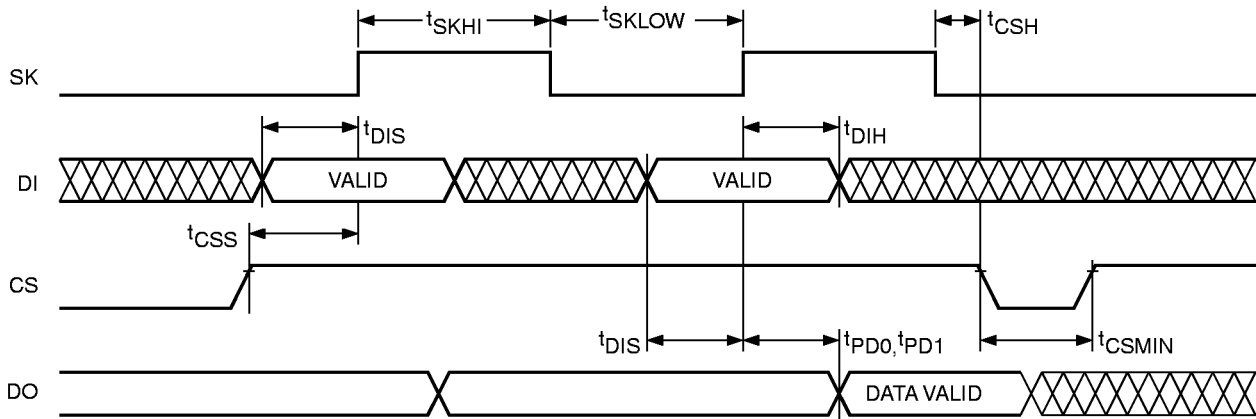 tSKHI
tSKLOW
tCSH
SK
tDIS
tDIH
DI
VALID
VALID
tCSS
CS
tDIS
tPD0,tPD1
tCSMIN
DO
DATA VALID